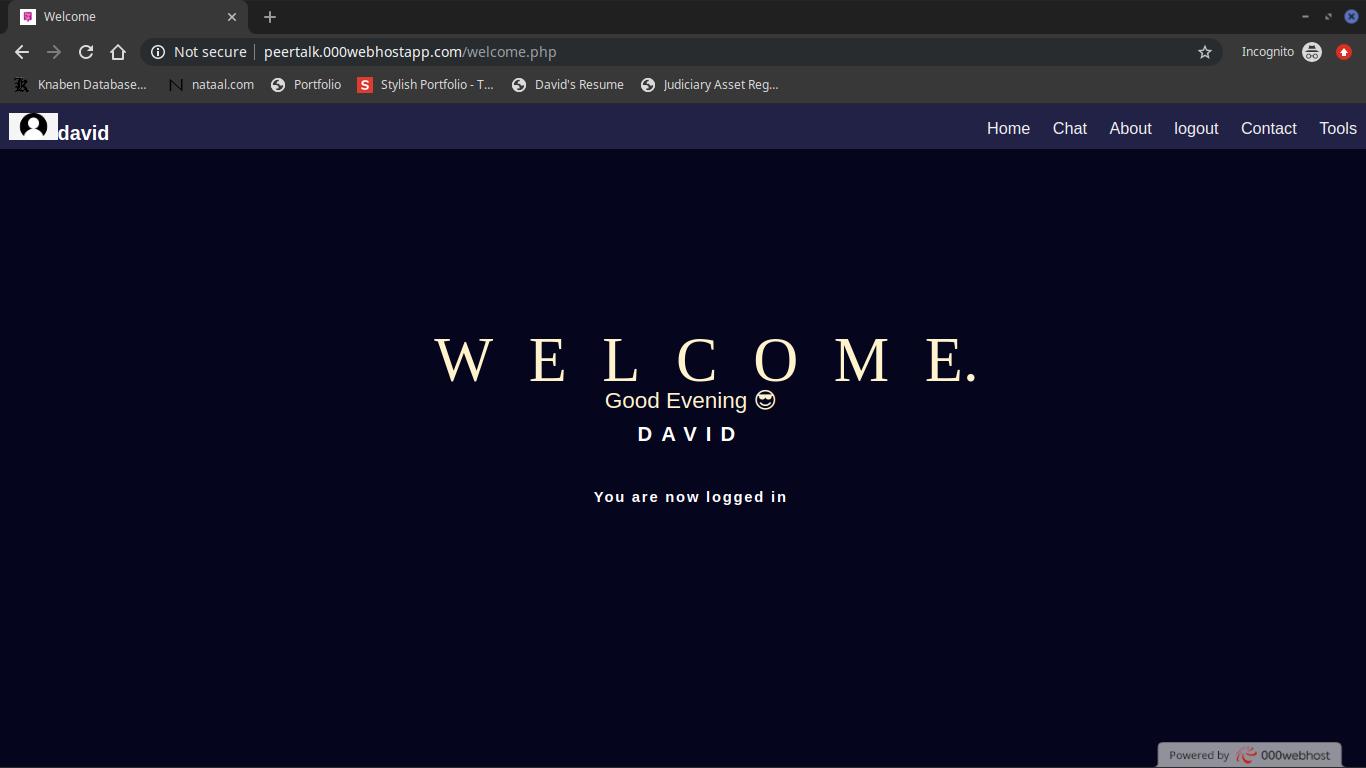 Welcome
Not secure | peertalk.000webhostapp.com/welcome.php
Incognito
Knaben Database...
nataal.com
Portfolio
S
Stylish Portfolio - T...
David's Resume
Judiciary Asset Reg...
david
Home Chat About logout Contact Tools
W E L C O M E.
Good Evening 😎
D A V I D
You are now logged in
Powered by 000webhost